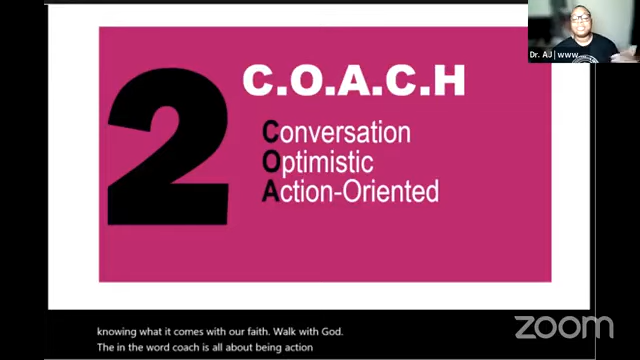 Dr. AJ | www...
2
C.O.A.C.H
Conversation
Optimistic
Action-Oriented
knowing what it comes with our faith. Walk with God.
The in the word coach is all about being action
zoom